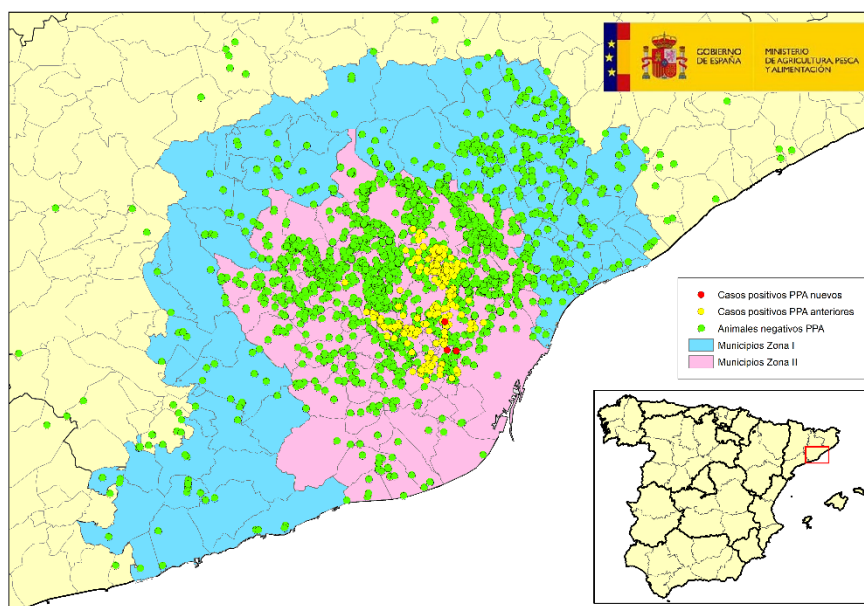 GOBIERNO
DE ESPAÑA
MINISTERIO
DE AGRICULTURA, PESCA
Y ALIMENTACIÓN
Casos positivos PPA nuevos
Casos positivos PPA anteriores
Animales negativos PPA
Municipios Zona I
Municipios Zona II